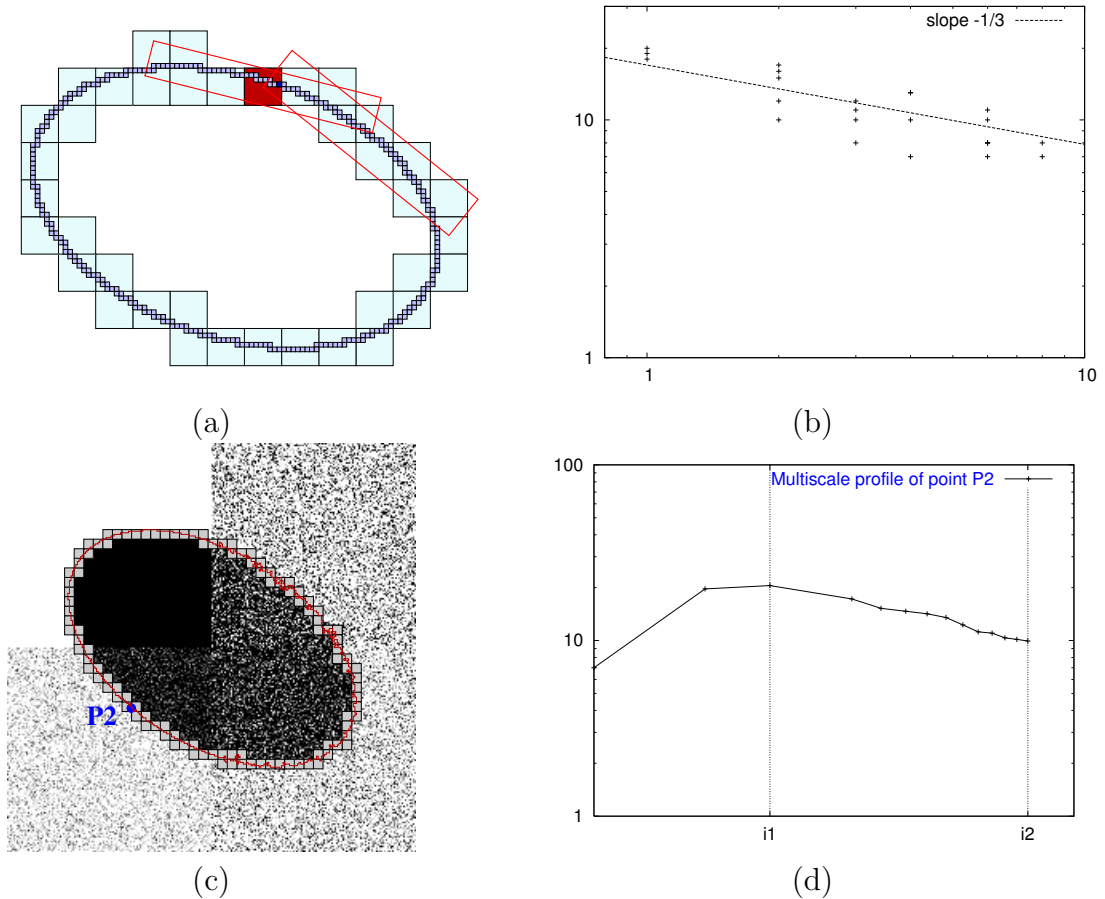 slope -1/3
10
1
1
10
(a)
(b)
P2
Multiscale profile of point P2
100
10
1
i1
i2
(c)
(d)